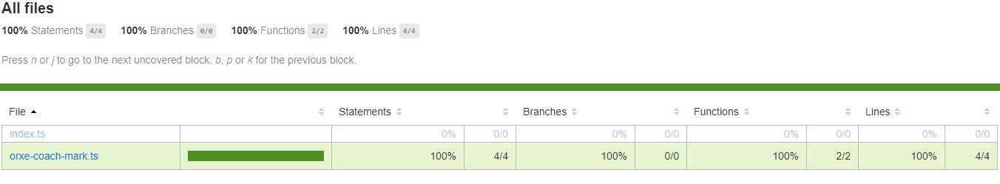 All files
100% Statements 4/4 100% Branches 0/0 100% Functions 2/2 100% Lines 4/4
Press n or j to go to the next uncovered block, b, p or k for the previous block.
File Statements Branches Functions Lines
index.ts 0% 0/0 0% 0/0 0% 0/0 0% 0/0
orxe-coach-mark.ts 100% 4/4 100% 0/0 100% 2/2 100% 4/4